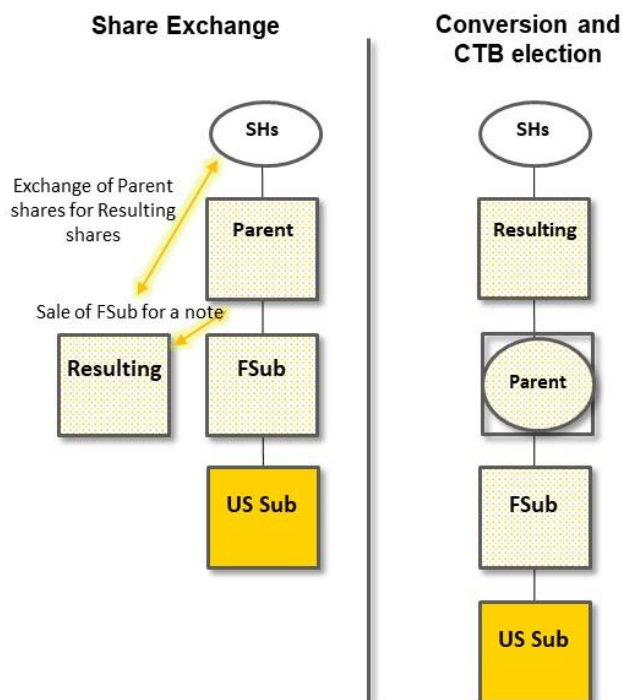 Share Exchange
SHs
Exchange of Parent
shares for Resulting
shares
Parent
Sale of FSub for a note
Resulting
FSub
US Sub
Conversion and
CTB election
SHs
Resulting
Parent
FSub
US Sub